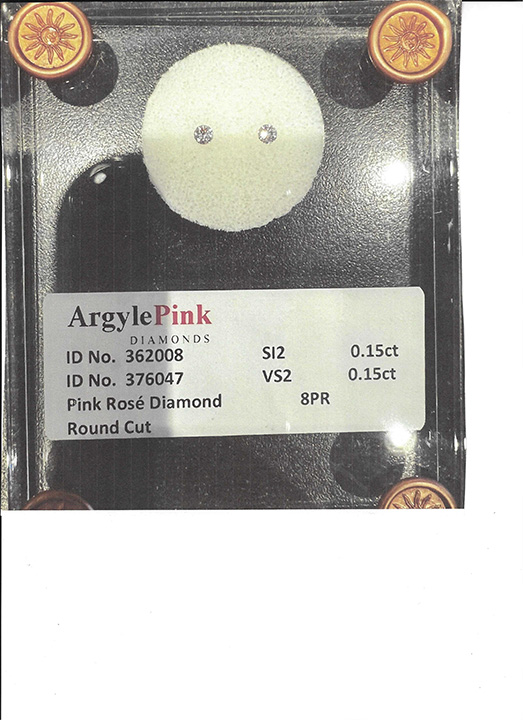 ArgylePink
DIAMONDS
ID No. 362008 SI2 0.15ct
ID No. 376047 VS2 0.15ct
Pink Rosé Diamond 8PR
Round Cut